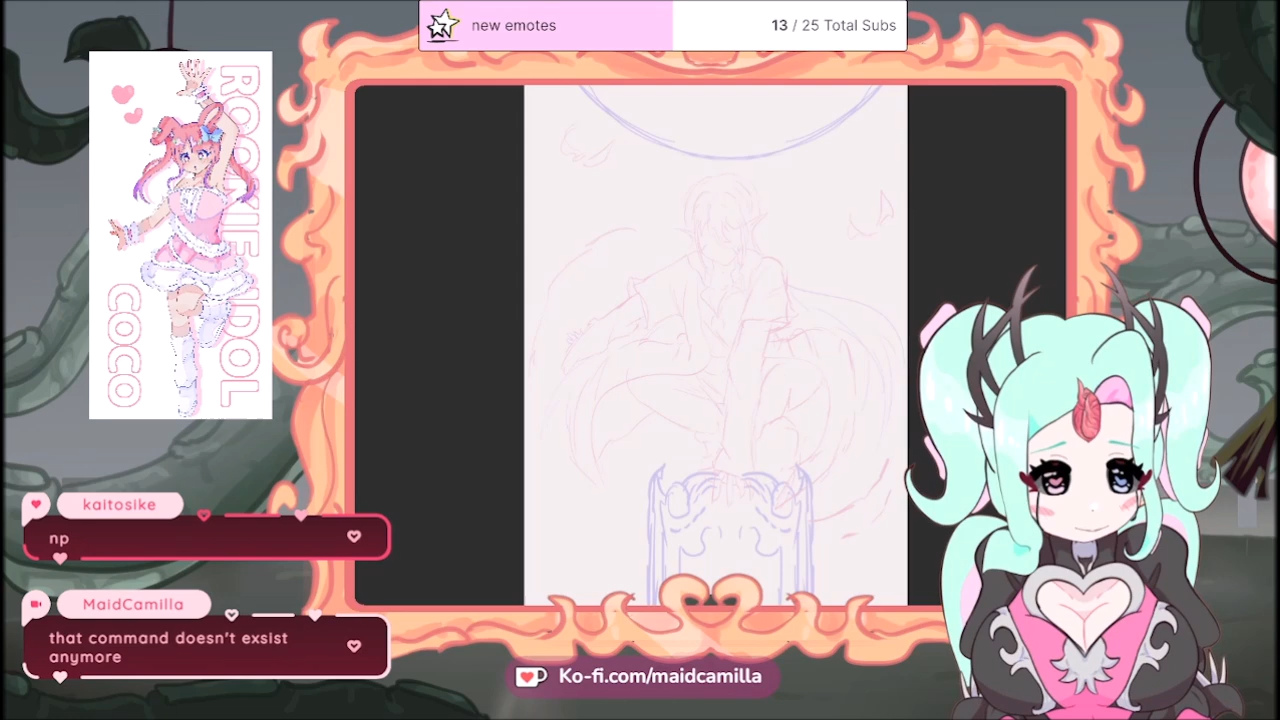 new emotes
13 / 25 Total Subs
ROOKIE IDOL
COCO
kaitosike
np
MaidCamilla
that command doesn't exsist
anymore
Ko-fi.com/maidcamilla